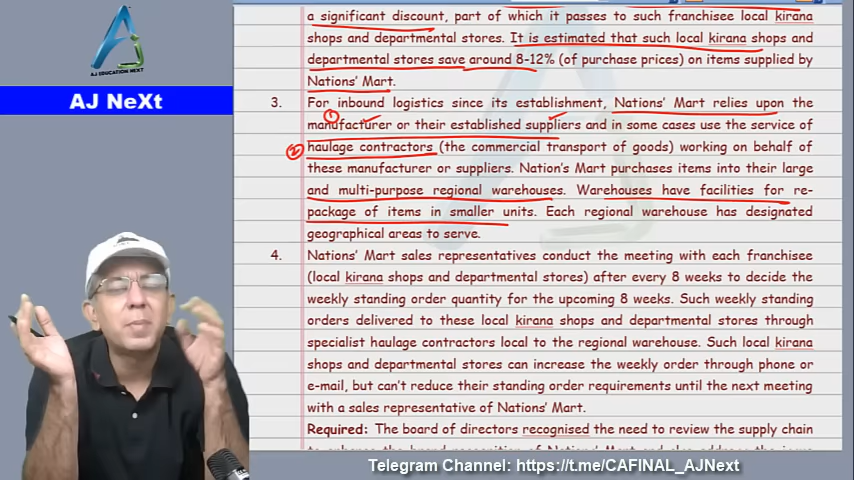 AJ EDUCATION NEXT
AJ NeXt
a significant discount, part of which it passes to such franchisee local kirana
shops and departmental stores. It is estimated that such local kirana shops and
departmental stores save around 8-12% (of purchase prices) on items supplied by
Nations' Mart.
3. For inbound logistics since its establishment, Nations' Mart relies upon the
1
manufacturer or their established suppliers and in some cases use the service of
2 haulage contractors (the commercial transport of goods) working on behalf of
these manufacturer or suppliers. Nation's Mart purchases items into their large
and multi-purpose regional warehouses. Warehouses have facilities for re-
package of items in smaller units. Each regional warehouse has designated
geographical areas to serve.
4. Nations' Mart sales representatives conduct the meeting with each franchisee
(local kirana shops and departmental stores) after every 8 weeks to decide the
weekly standing order quantity for the upcoming 8 weeks. Such weekly standing
orders delivered to these local kirana shops and departmental stores through
specialist haulage contractors local to the regional warehouse. Such local kirana
shops and departmental stores can increase the weekly order through phone or
e-mail, but can't reduce their standing order requirements until the next meeting
with a sales representative of Nations' Mart.
Required: The board of directors recognised the need to review the supply chain
Telegram Channel: https://t.me/CAFINAL_AJNext